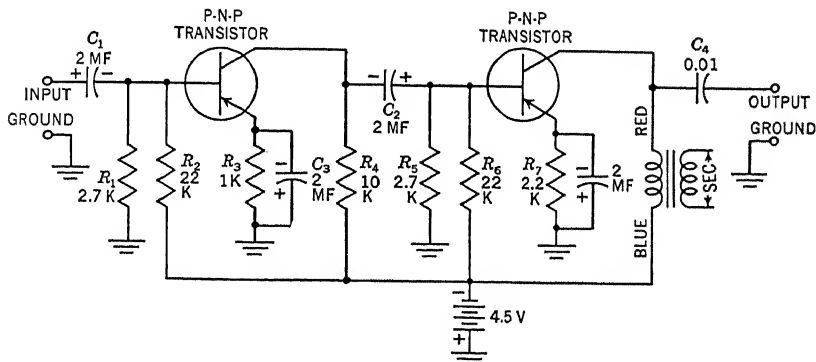 P-N-P
TRANSISTOR
P-N-P
TRANSISTOR
C1
2 MF
+ -
INPUT
GROUND
R1
2.7 K
R2
22
K
R3
1K
-
C3
2
MF
+
R4
10
K
- +
C2
2 MF
R5
2.7
K
R6
22
K
R7
2.2
K
-
2
MF
+
RED
BLUE
SEC
C4
0.01
OUTPUT
GROUND
-
4.5 V
+